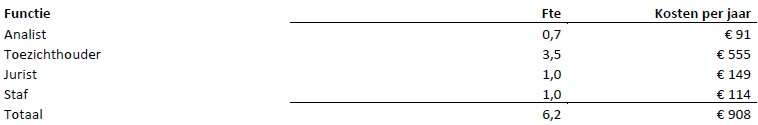 Functie Fte Kosten per jaar
Analist 0,7 € 91
Toezichthouder 3,5 € 555
Jurist 1,0 € 149
Staf 1,0 € 114
Totaal 6,2 € 908